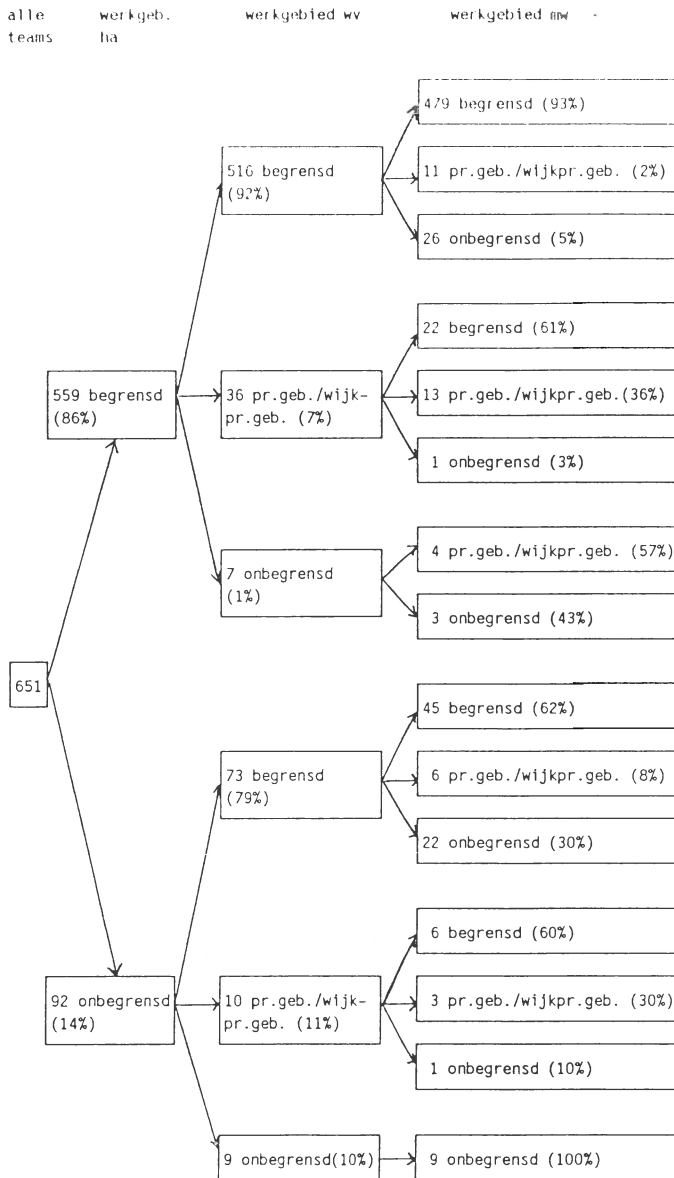 alle werkgeb. werkgebied wv werkgebied mw -
teams ha
479 begrensd (93%)
516 begrensd
(92%)
11 pr.geb./wijkpr.geb. (2%)
26 onbegrensd (5%)
22 begrensd (61%)
559 begrensd
(86%)
36 pr.geb./wijk-
pr.geb. (7%)
13 pr.geb./wijkpr.geb.(36%)
1 onbegrensd (3%)
4 pr.geb./wijkpr.geb. (57%)
7 onbegrensd
(1%)
3 onbegrensd (43%)
651
45 begrensd (62%)
73 begrensd
(79%)
6 pr.geb./wijkpr.geb. (8%)
22 onbegrensd (30%)
6 begrensd (60%)
92 onbegrensd
(14%)
10 pr.geb./wijk-
pr.geb. (11%)
3 pr.geb./wijkpr.geb. (30%)
1 onbegrensd (10%)
9 onbegrensd(10%)
9 onbegrensd (100%)